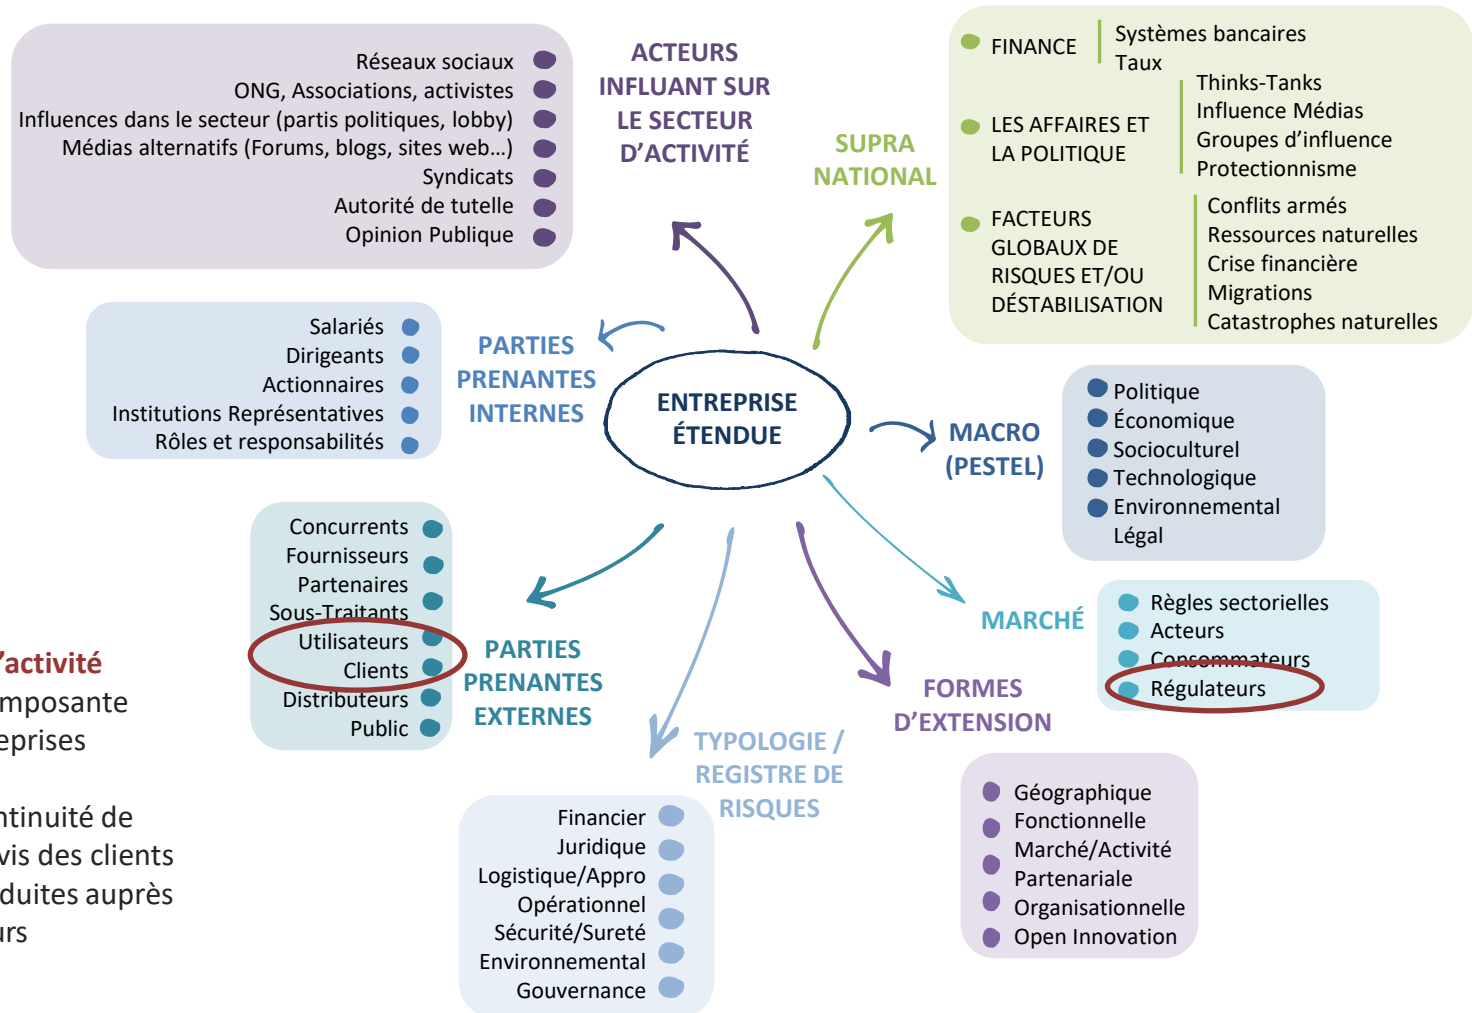 Réseaux sociaux
ONG, Associations, activistes
Influences dans le secteur (partis politiques, lobby)
Médias alternatifs (Forums, blogs, sites web…)
Syndicats
Autorité de tutelle
Opinion Publique
ACTEURS
INFLUANT SUR
LE SECTEUR
D’ACTIVITÉ
SUPRA
NATIONAL
FINANCE
Systèmes bancaires
Taux
LES AFFAIRES ET
LA POLITIQUE
Thinks-Tanks
Influence Médias
Groupes d’influence
Protectionnisme
FACTEURS
GLOBAUX DE
RISQUES ET/OU
DÉSTABILISATION
Conflits armés
Ressources naturelles
Crise financière
Migrations
Catastrophes naturelles
Salariés
Dirigeants
Actionnaires
Institutions Représentatives
Rôles et responsabilités
PARTIES
PRENANTES
INTERNES
ENTREPRISE
ÉTENDUE
MACRO
(PESTEL)
Politique
Économique
Socioculturel
Technologique
Environnemental
Légal
Concurrents
Fournisseurs
Partenaires
Sous-Traitants
Utilisateurs
Clients
Distributeurs
Public
PARTIES
PRENANTES
EXTERNES
MARCHÉ
Règles sectorielles
Acteurs
Consommateurs
Régulateurs
FORMES
D’EXTENSION
Géographique
Fonctionnelle
Marché/Activité
Partenariale
Organisationnelle
Open Innovation
TYPOLOGIE /
REGISTRE DE
RISQUES
Financier
Juridique
Logistique/Appro
Opérationnel
Sécurité/Sureté
Environnemental
Gouvernance
’activité
mposante
eprises
ntinuité de
vis des clients
duites auprès
urs